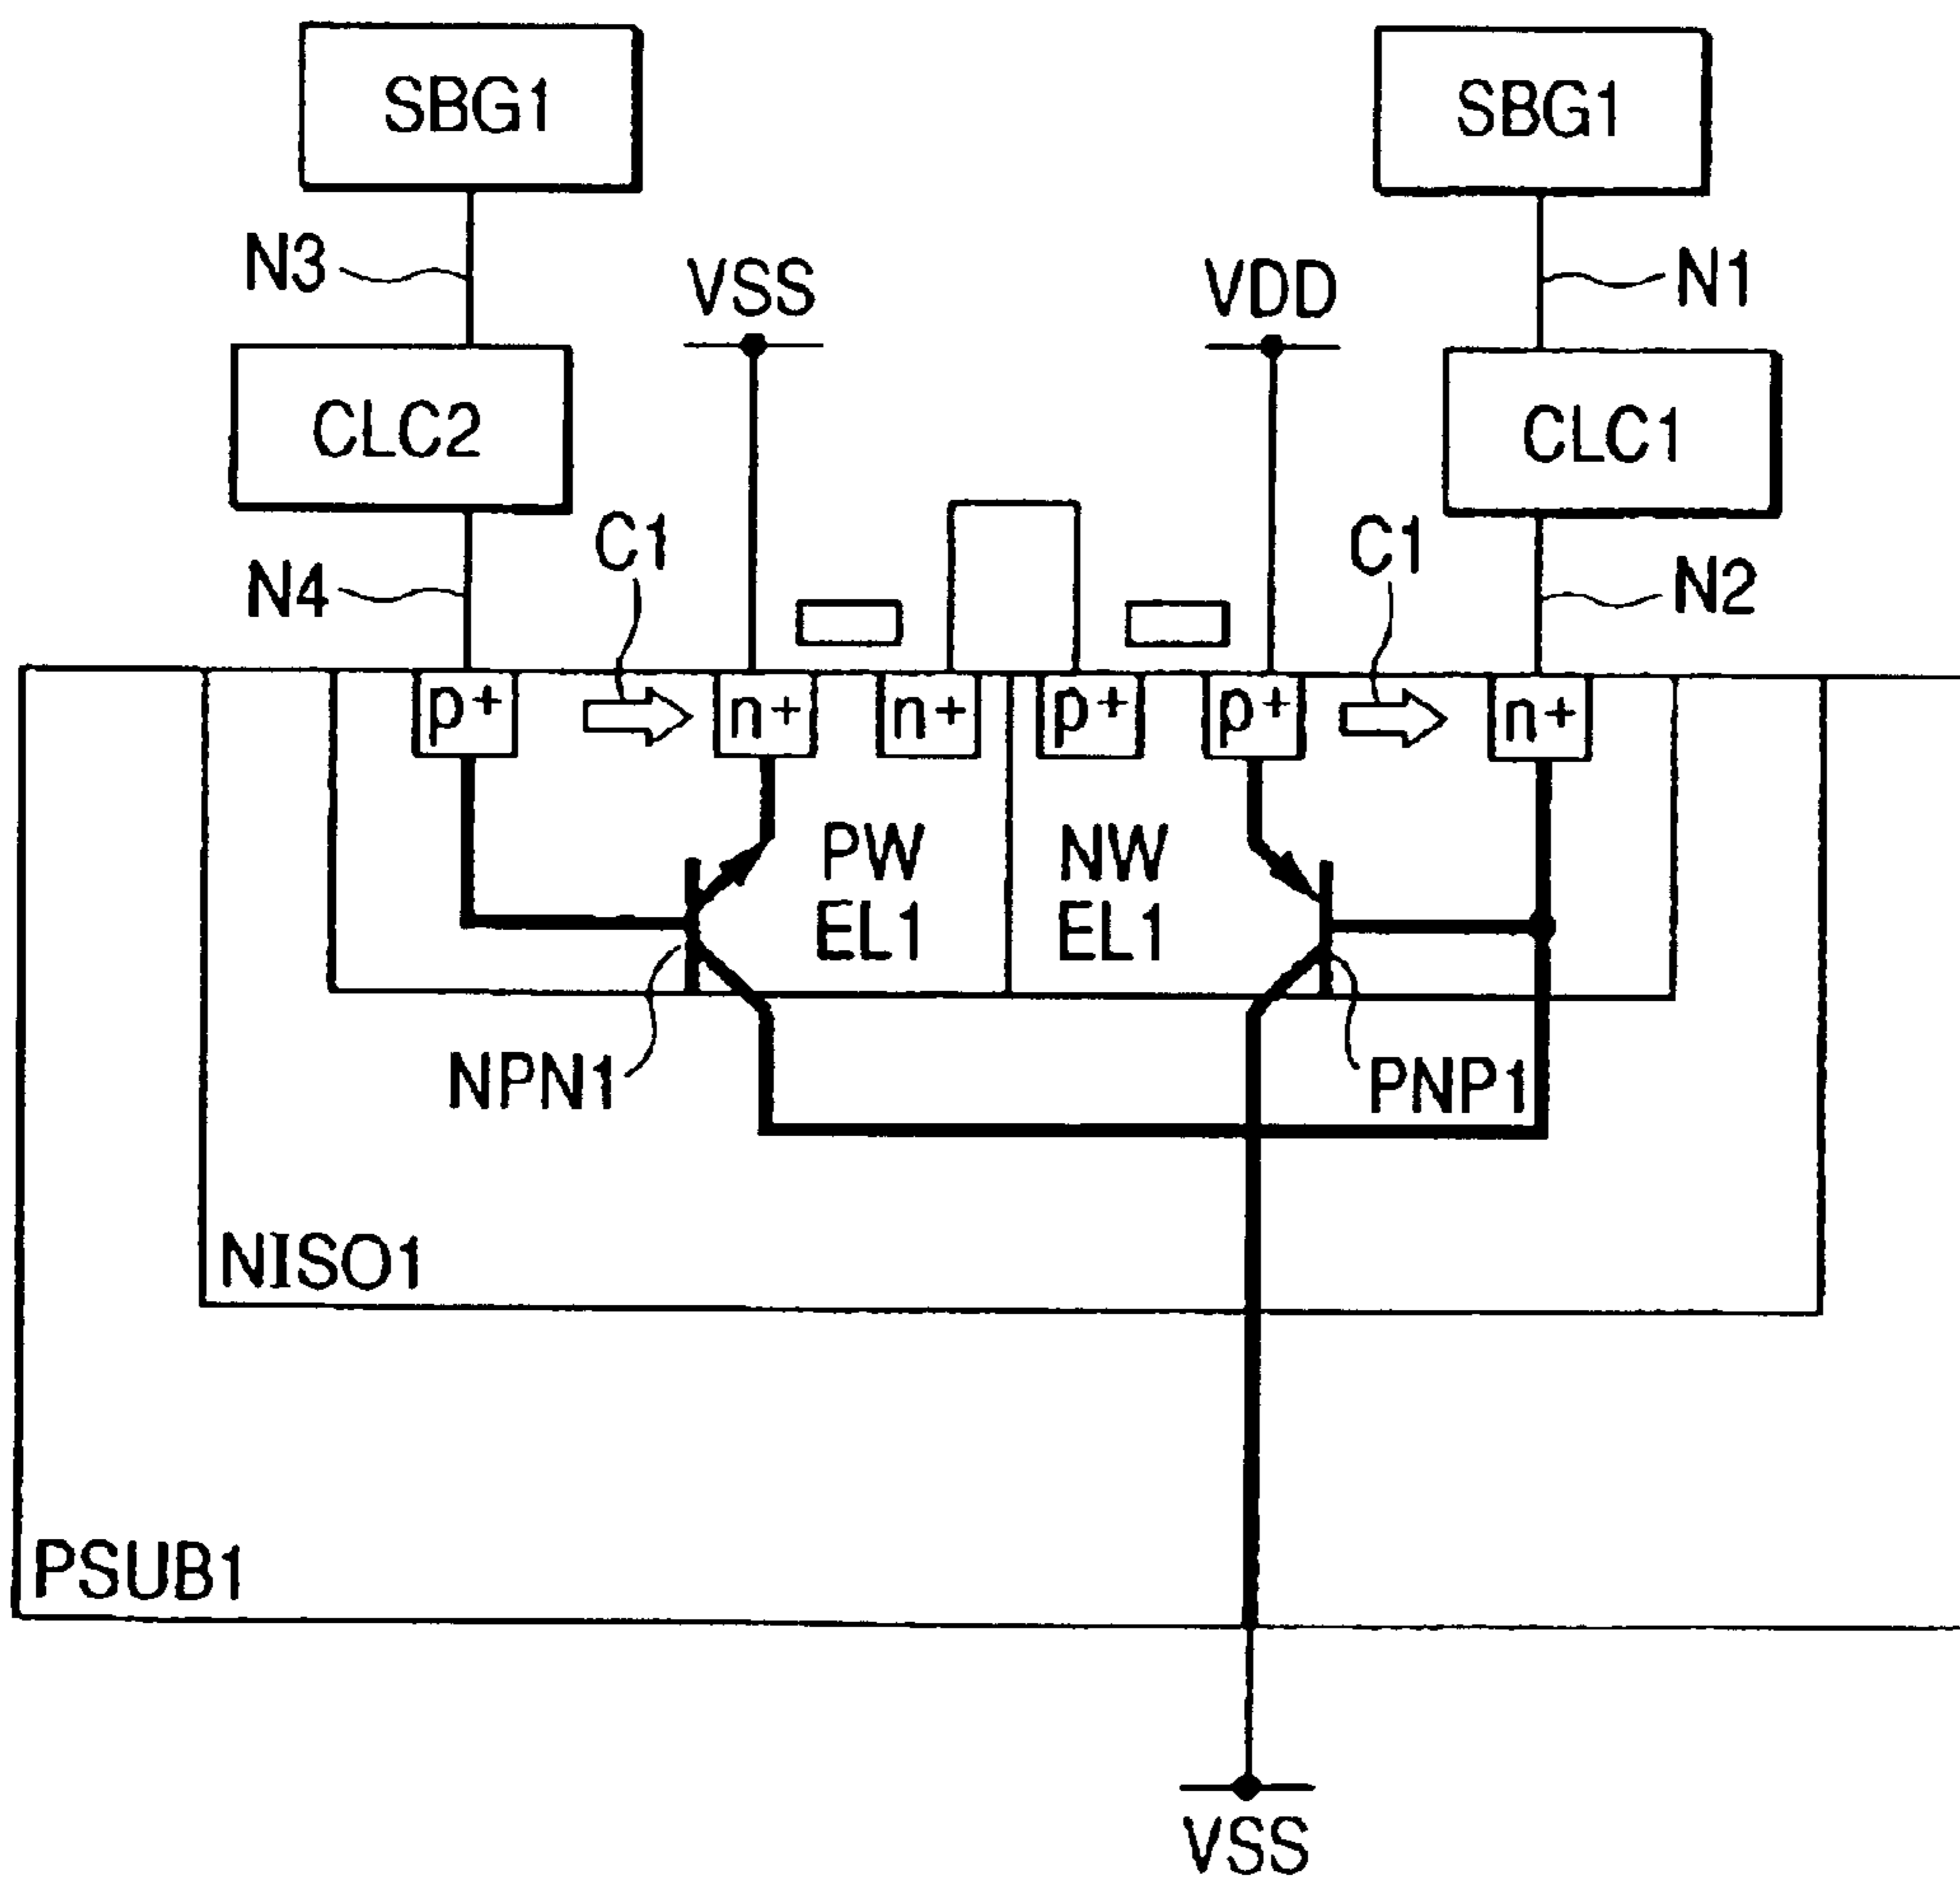 SBG1
SBG1
N3
VSS
VDD
N1
CLC2
CLC1
C1
C1
N4
N2
p+
n+
n+
p+
p+
n+
PW
EL1
NW
EL1
NPN1
PNP1
NISO1
PSUB1
VSS